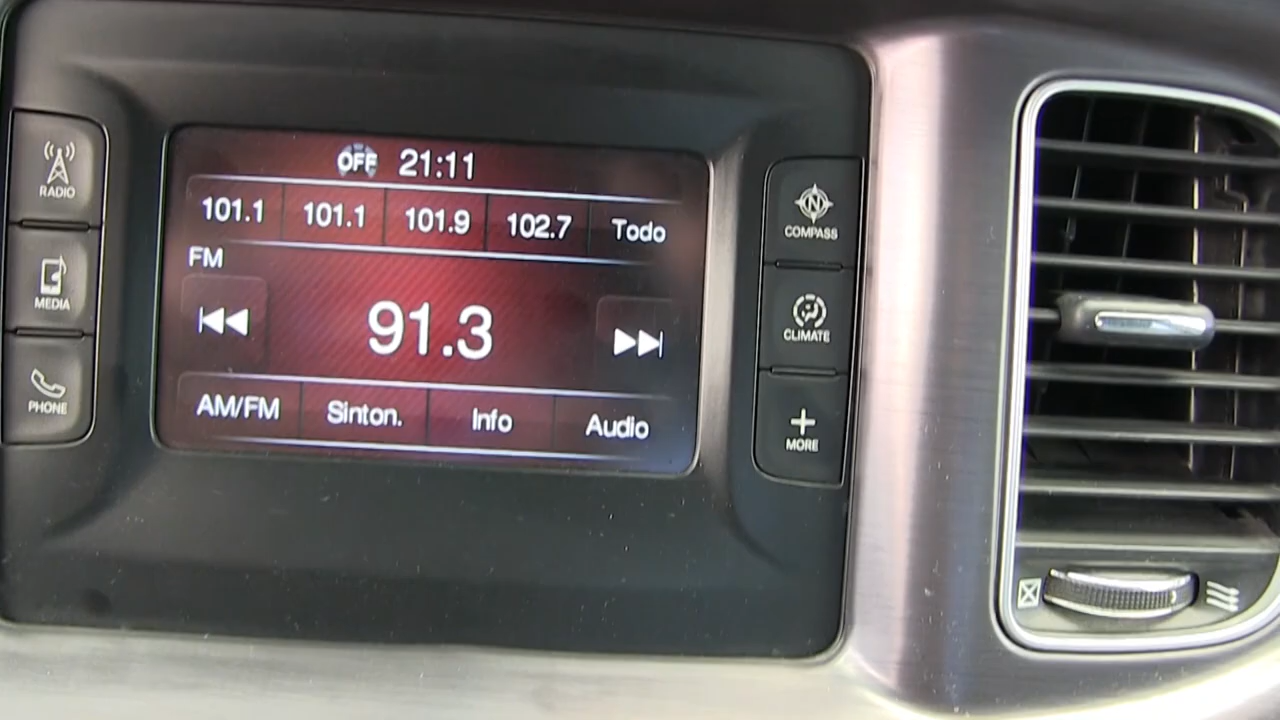 RADIO
MEDIA
PHONE
OFF 21:11
101.1 101.1 101.9 102.7 Todo
FM
91.3
AM/FM Sinton. Info Audio
N
COMPASS
CLIMATE
MORE